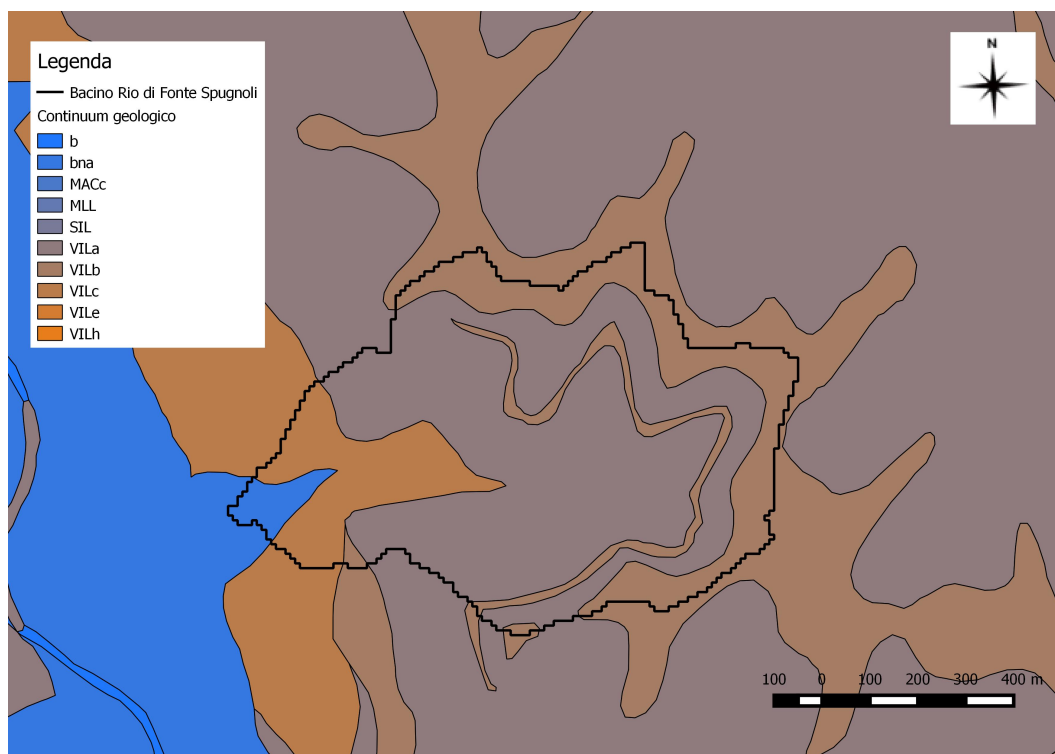 Legenda
Bacino Rio di Fonte Spugnoli
Continuum geologico
b
bna
MACc
MLL
SIL
VILa
VILb
VILc
VILe
VILh
N
100 0 100 200 300 400 m